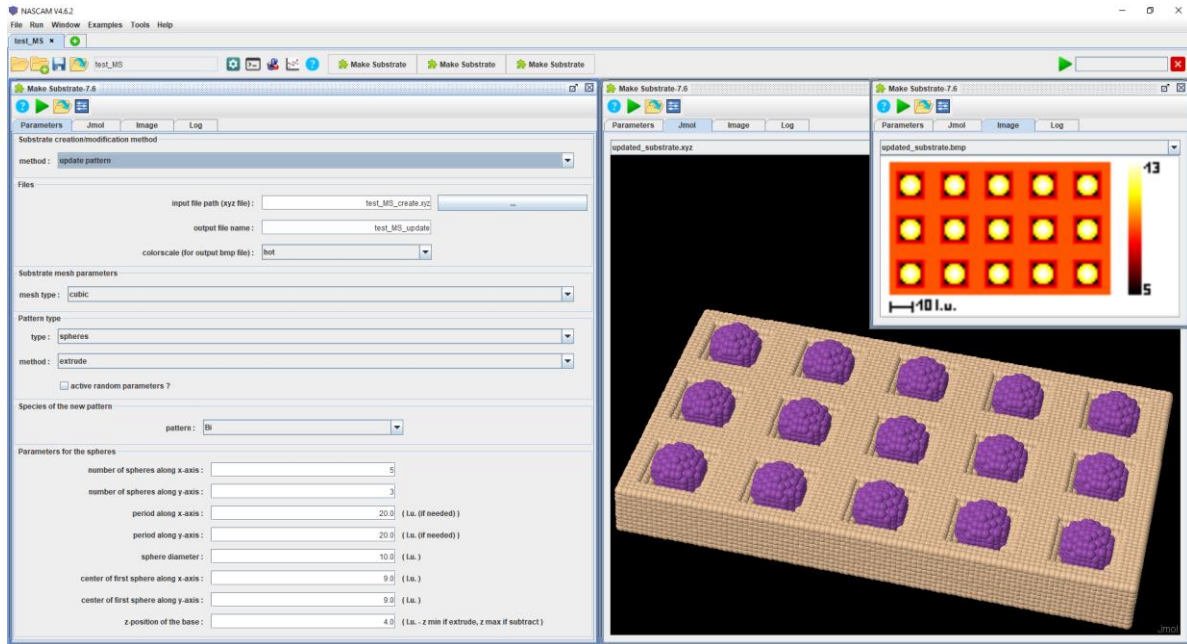 NASCAM V4.6.2
File Run Window Examples Tools Help
test_MS
test_MS
Make Substrate
Make Substrate
Make Substrate
Make Substrate-7.6
Parameters Jmol Image Log
Substrate creation/modification method
method : update pattern
Files
input file path (xyz file) : test_MS_create.xyz ...
output file name : test_MS_update
colorscale (for output bmp file) : hot
Substrate mesh parameters
mesh type : cubic
Pattern type
type : spheres
method : extrude
active random parameters ?
Species of the new pattern
pattern : Bi
Parameters for the spheres
number of spheres along x-axis : 5
number of spheres along y-axis : 3
period along x-axis : 20.0 ( l.u. (if needed) )
period along y-axis : 20.0 ( l.u. (if needed) )
sphere diameter : 10.0 ( l.u. )
center of first sphere along x-axis : 9.0 ( l.u. )
center of first sphere along y-axis : 9.0 ( l.u. )
z-position of the base : 4.0 ( l.u. - z min if extrude, z max if subtract )
Make Substrate-7.6
Parameters Jmol Image Log
updated_substrate.xyz
Jmol
Make Substrate-7.6
Parameters Jmol Image Log
updated_substrate.bmp
13
5
10 l.u.